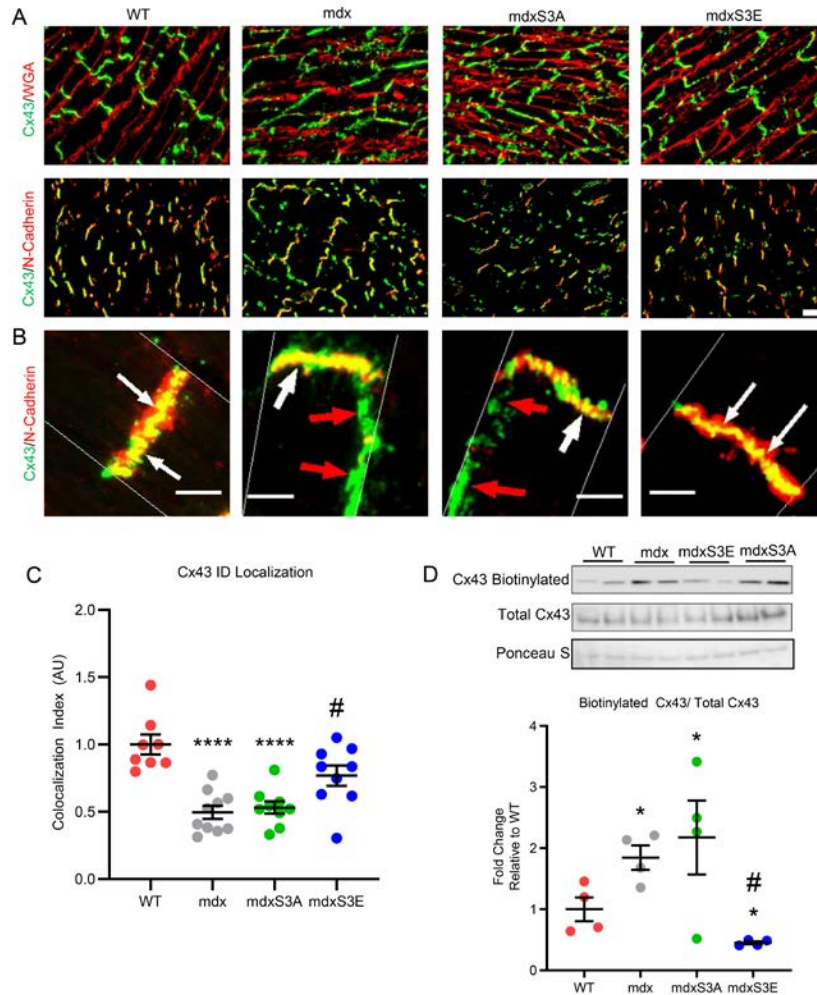 A
WT
mdx
mdxS3A
mdxS3E
Cx43/WGA
Cx43/N-Cadherin
B
Cx43/N-Cadherin
C
Cx43 ID Localization
Colocalization Index (AU)
2.0
1.5
1.0
0.5
0.0
**** **** #
WT mdx mdxS3A mdxS3E
D
WT mdx mdxS3E mdxS3A
Cx43 Biotinylated
Total Cx43
Ponceau S
Biotinylated Cx43/ Total Cx43
Fold Change
Relative to WT
4
3
2
1
0
*
*
#
*
WT mdx mdxS3A mdxS3E